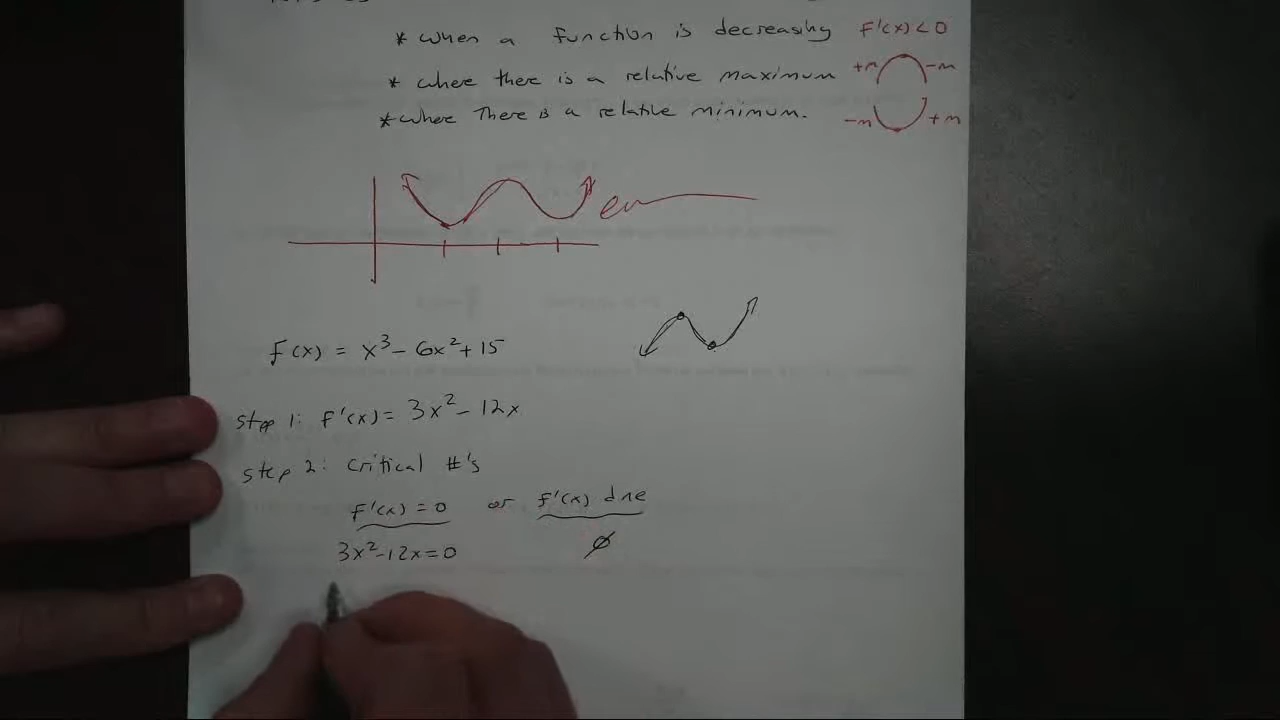 * when a function is decreasing f'(x) < 0
* where there is a relative maximum +m -m
* where There is a relative minimum. -m +m
f(x) = x³ - 6x² + 15
Step 1: f'(x) = 3x² - 12x
Step 2: Critical #'s
f'(x) = 0 or f'(x) dne
3x² - 12x = 0 ∅